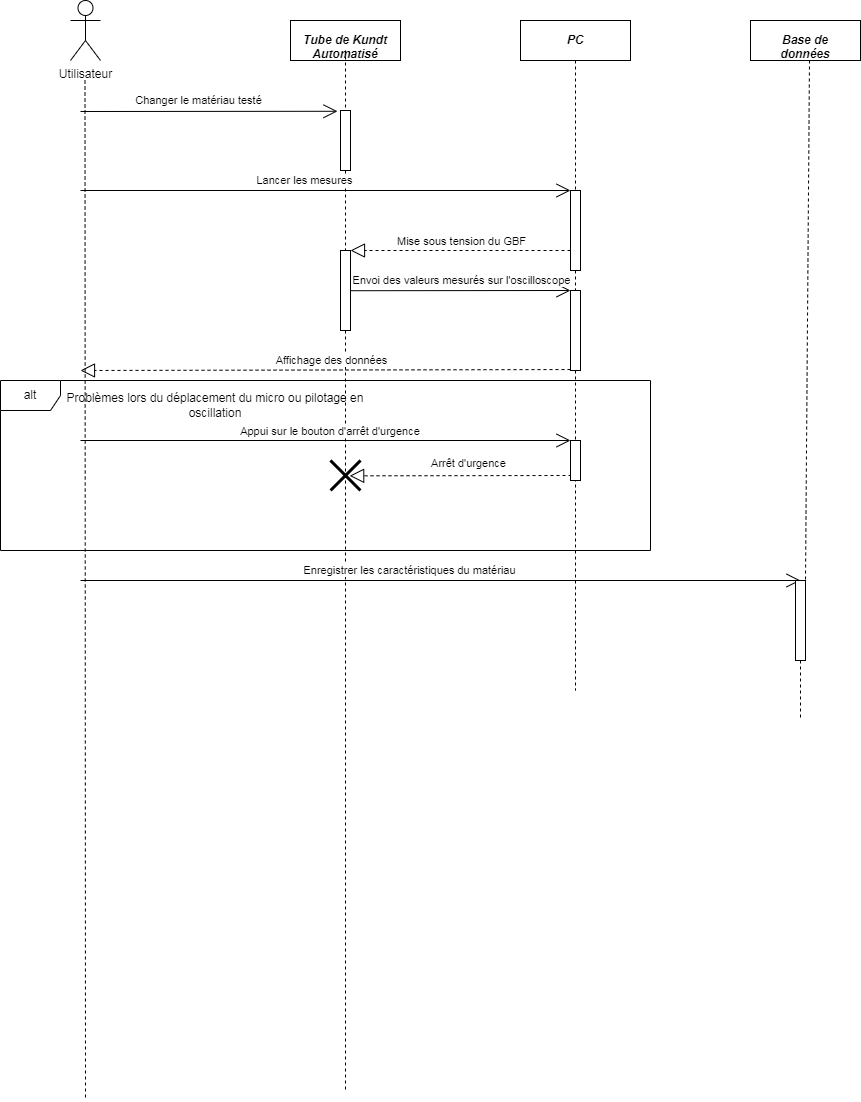 Utilisateur
Tube de Kundt
Automatisé
PC
Base de
données
Changer le matériau testé
Lancer les mesures
Mise sous tension du GBF
Envoi des valeurs mesurés sur l'oscilloscope
Affichage des données
alt
Problèmes lors du déplacement du micro ou pilotage en
oscillation
Appui sur le bouton d'arrêt d'urgence
Arrêt d'urgence
Enregistrer les caractéristiques du matériau